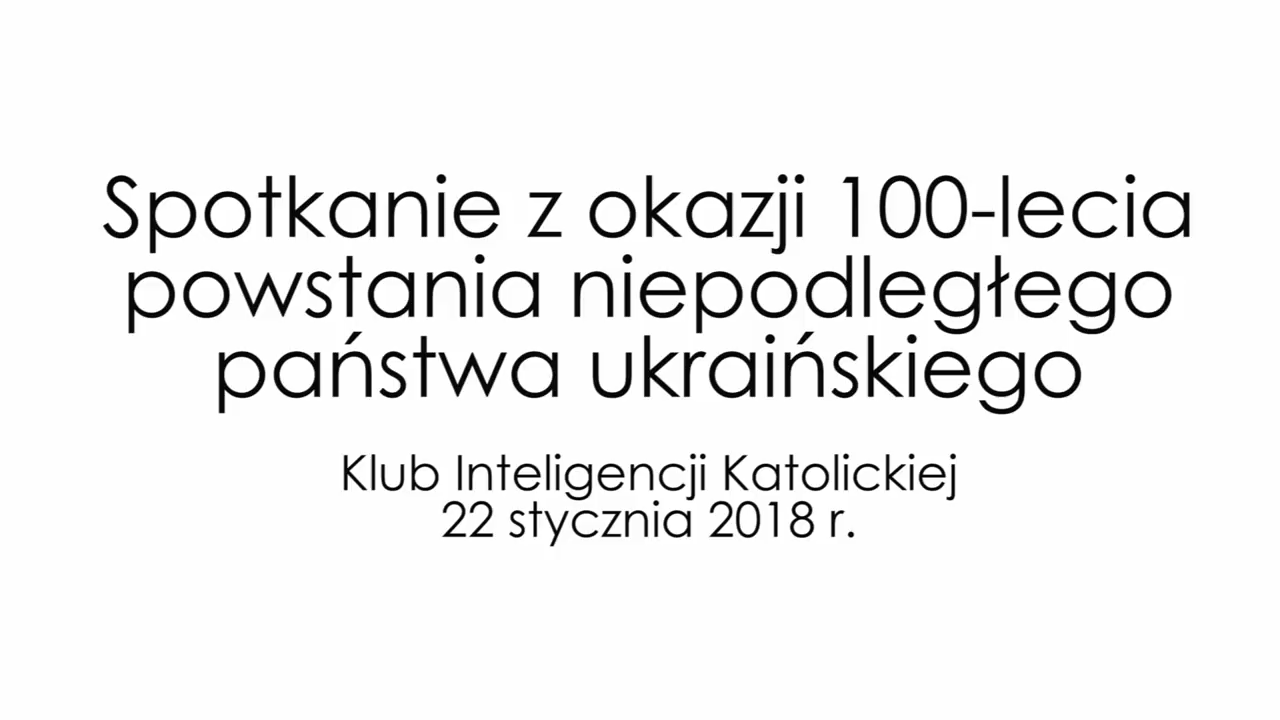 Spotkanie z okazji 100-lecia
powstania niepodległego
państwa ukraińskiego
Klub Inteligencji Katolickiej
22 stycznia 2018 r.